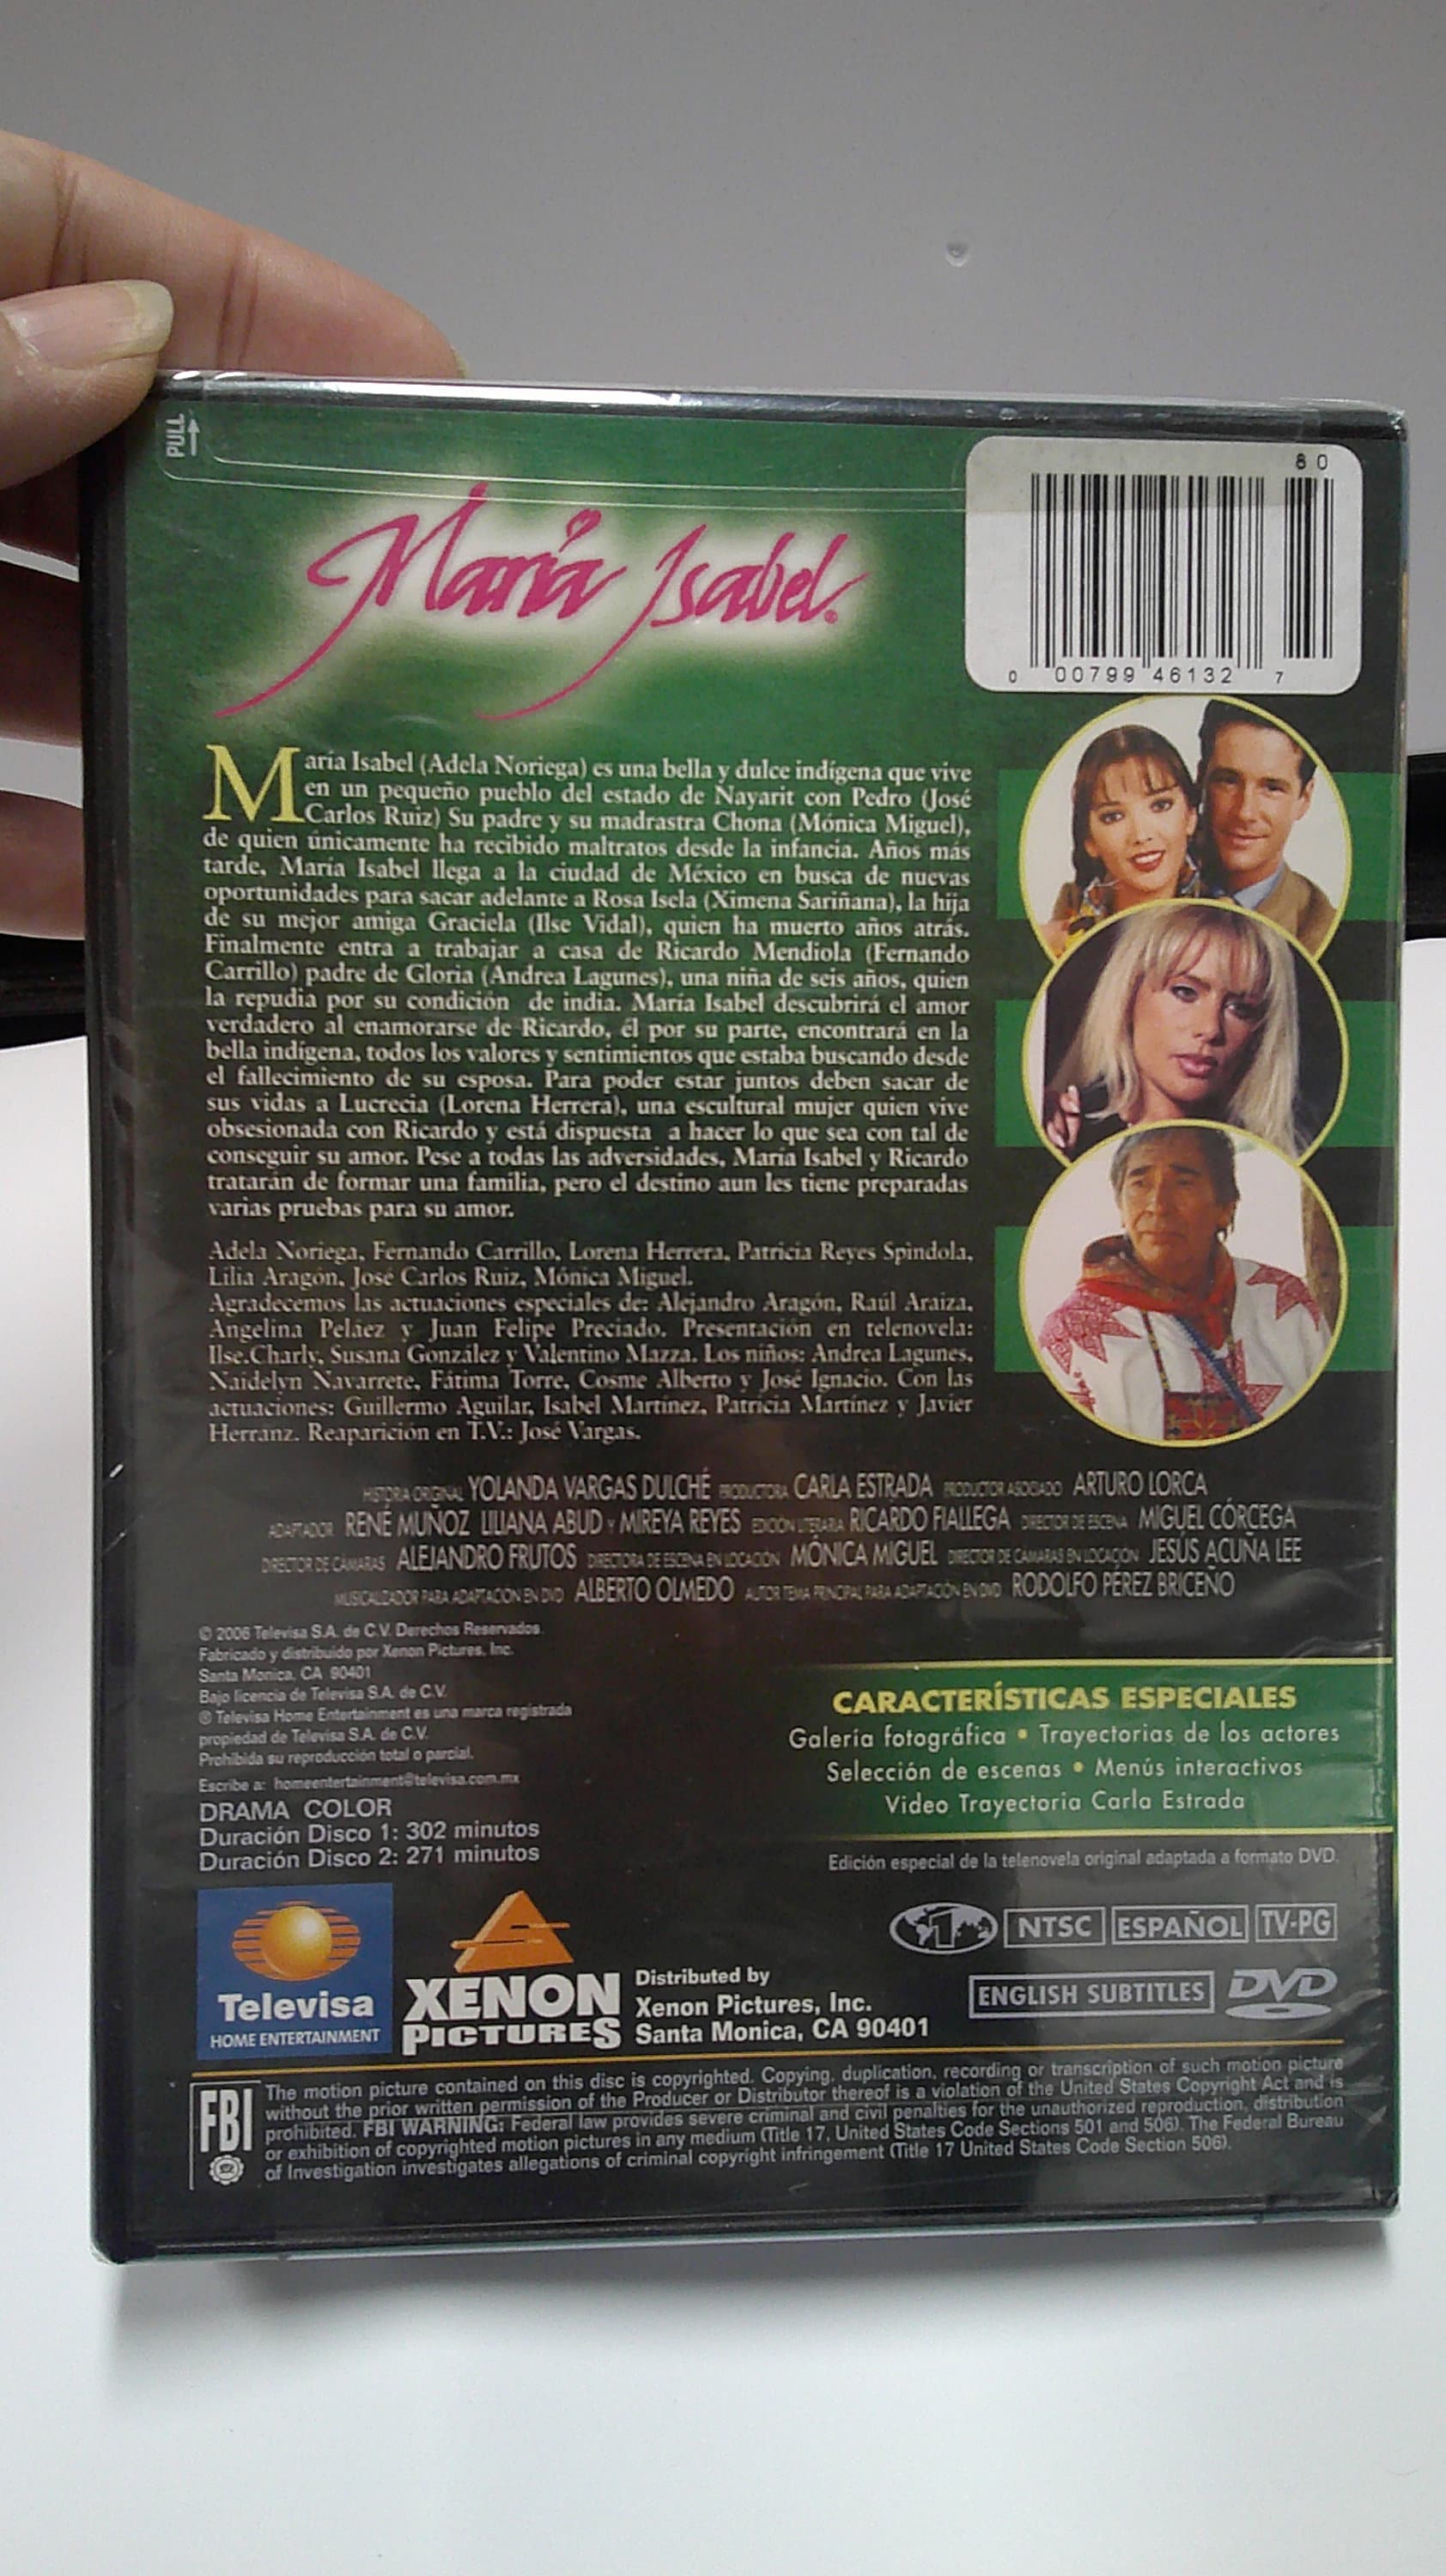 PULL
María Isabel®
80
0 00799 46132 7
María Isabel (Adela Noriega) es una bella y dulce indígena que vive
en un pequeño pueblo del estado de Nayarit con Pedro (José
Carlos Ruiz) Su padre y su madrastra Chona (Mónica Miguel),
de quien únicamente ha recibido maltratos desde la infancia. Años más
tarde, María Isabel llega a la ciudad de México en busca de nuevas
oportunidades para sacar adelante a Rosa Isela (Ximena Sariñana), la hija
de su mejor amiga Graciela (Ilse Vidal), quien ha muerto años atrás.
Finalmente entra a trabajar a casa de Ricardo Mendiola (Fernando
Carrillo) padre de Gloria (Andrea Lagunes), una niña de seis años, quien
la repudia por su condición de india. María Isabel descubrirá el amor
verdadero al enamorarse de Ricardo, él por su parte, encontrará en la
bella indígena, todos los valores y sentimientos que estaba buscando desde
el fallecimiento de su esposa. Para poder estar juntos deben sacar de
sus vidas a Lucrecia (Lorena Herrera), una escultural mujer quien vive
obsesionada con Ricardo y está dispuesta a hacer lo que sea con tal de
conseguir su amor. Pese a todas las adversidades, María Isabel y Ricardo
tratarán de formar una familia, pero el destino aun les tiene preparadas
varias pruebas para su amor.
Adela Noriega, Fernando Carrillo, Lorena Herrera, Patricia Reyes Spindola,
Lilia Aragón, José Carlos Ruiz, Mónica Miguel.
Agradecemos las actuaciones especiales de: Alejandro Aragón, Raúl Araiza,
Angelina Peláez y Juan Felipe Preciado. Presentación en telenovela:
Ilse.Charly, Susana González y Valentino Mazza. Los niños: Andrea Lagunes,
Naidelyn Navarrete, Fátima Torre, Cosme Alberto y José Ignacio. Con las
actuaciones: Guillermo Aguilar, Isabel Martínez, Patricia Martínez y Javier
Herranz. Reaparición en T.V.: José Vargas.
HISTORIA ORIGINAL YOLANDA VARGAS DULCHÉ PRODUCTORA CARLA ESTRADA PRODUCTOR ASOCIADO ARTURO LORCA
ADAPTADOR RENÉ MUÑOZ LILIANA ABUD Y MIREYA REYES EDICIÓN LITERARIA RICARDO FIALLEGA DIRECTOR DE ESCENA MIGUEL CÓRCEGA
DIRECTOR DE CÁMARAS ALEJANDRO FRUTOS DIRECTORA DE ESCENA EN LOCACIÓN MÓNICA MIGUEL DIRECTOR DE CÁMARAS EN LOCACIÓN JESÚS ACUÑA LEE
MUSICALIZADOR PARA ADAPTACIÓN EN DVD ALBERTO OLMEDO AUTOR TEMA PRINCIPAL PARA ADAPTACIÓN EN DVD RODOLFO PÉREZ BRICEÑO
© 2006 Televisa S.A. de C.V. Derechos Reservados.
Fabricado y distribuido por Xenon Pictures, Inc.
Santa Monica, CA 90401
Bajo licencia de Televisa S.A. de C.V.
® Televisa Home Entertainment es una marca registrada
propiedad de Televisa S.A. de C.V.
Prohibida su reproducción total o parcial.
Escribe a: homeentertainment@televisa.com.mx
DRAMA COLOR
Duración Disco 1: 302 minutos
Duración Disco 2: 271 minutos
CARACTERÍSTICAS ESPECIALES
Galería fotográfica • Trayectorias de los actores
Selección de escenas • Menús interactivos
Video Trayectoria Carla Estrada
Edición especial de la telenovela original adaptada a formato DVD.
Televisa
HOME ENTERTAINMENT
XENON
PICTURES
Distributed by
Xenon Pictures, Inc.
Santa Monica, CA 90401
1 NTSC ESPAÑOL TV-PG
ENGLISH SUBTITLES DVD
FBI
The motion picture contained on this disc is copyrighted. Copying, duplication, recording or transcription of such motion picture
without the prior written permission of the Producer or Distributor thereof is a violation of the United States Copyright Act and is
prohibited. FBI WARNING: Federal law provides severe criminal and civil penalties for the unauthorized reproduction, distribution
or exhibition of copyrighted motion pictures in any medium (Title 17, United States Code Sections 501 and 506). The Federal Bureau
of Investigation investigates allegations of criminal copyright infringement (Title 17 United States Code Section 506).